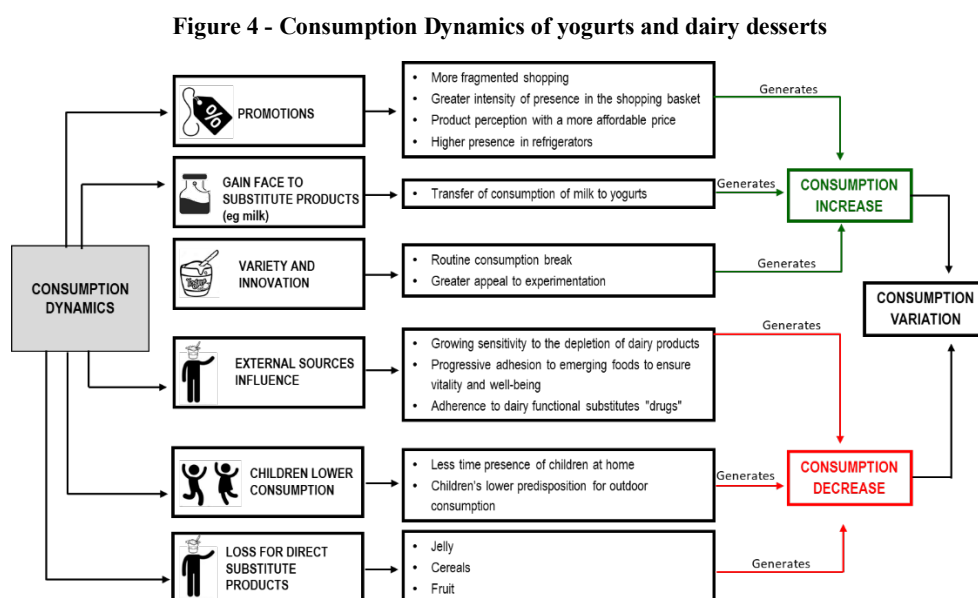 Figure 4 - Consumption Dynamics of yogurts and dairy desserts
CONSUMPTION
DYNAMICS
%
PROMOTIONS
• More fragmented shopping
• Greater intensity of presence in the shopping basket
• Product perception with a more affordable price
• Higher presence in refrigerators
Generates
GAIN FACE TO
SUBSTITUTE PRODUCTS
(eg milk)
• Transfer of consumption of milk to yogurts
Generates
VARIETY AND
INNOVATION
• Routine consumption break
• Greater appeal to experimentation
Generates
CONSUMPTION
INCREASE
EXTERNAL SOURCES
INFLUENCE
• Growing sensitivity to the depletion of dairy products
• Progressive adhesion to emerging foods to ensure
vitality and well-being
• Adherence to dairy functional substitutes "drugs"
Generates
CHILDREN LOWER
CONSUMPTION
• Less time presence of children at home
• Children's lower predisposition for outdoor
consumption
Generates
LOSS FOR DIRECT
SUBSTITUTE
PRODUCTS
• Jelly
• Cereals
• Fruit
Generates
CONSUMPTION
DECREASE
CONSUMPTION
VARIATION